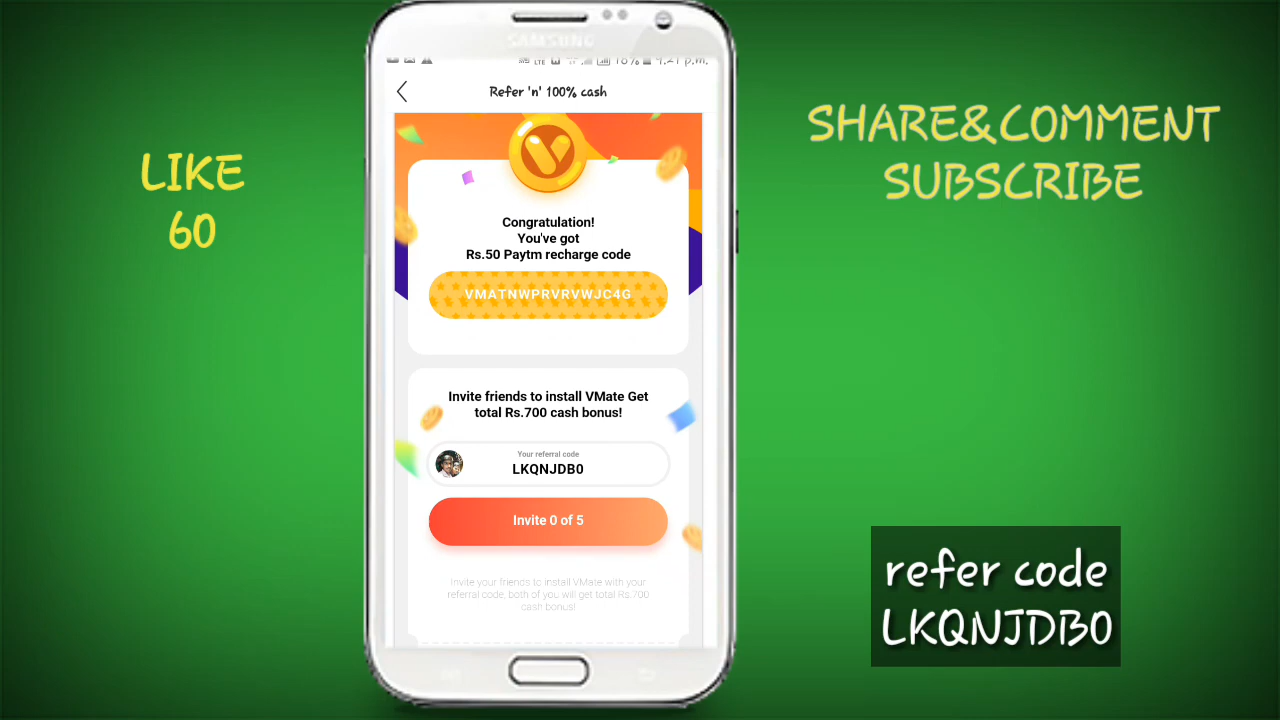 LIKE
60
SAMSUNG
Refer 'n' 100% cash
Congratulation!
You've got
Rs.50 Paytm recharge code
VMATNWPRVRVWJC4G
Invite friends to install VMate Get
total Rs.700 cash bonus!
Your referral code
LKQNJDB0
Invite 0 of 5
Invite your friends to install VMate with your
referral code, both of you will get total Rs.700
cash bonus!
SHARE&COMMENT
SUBSCRIBE
refer code
LKQNJDB0